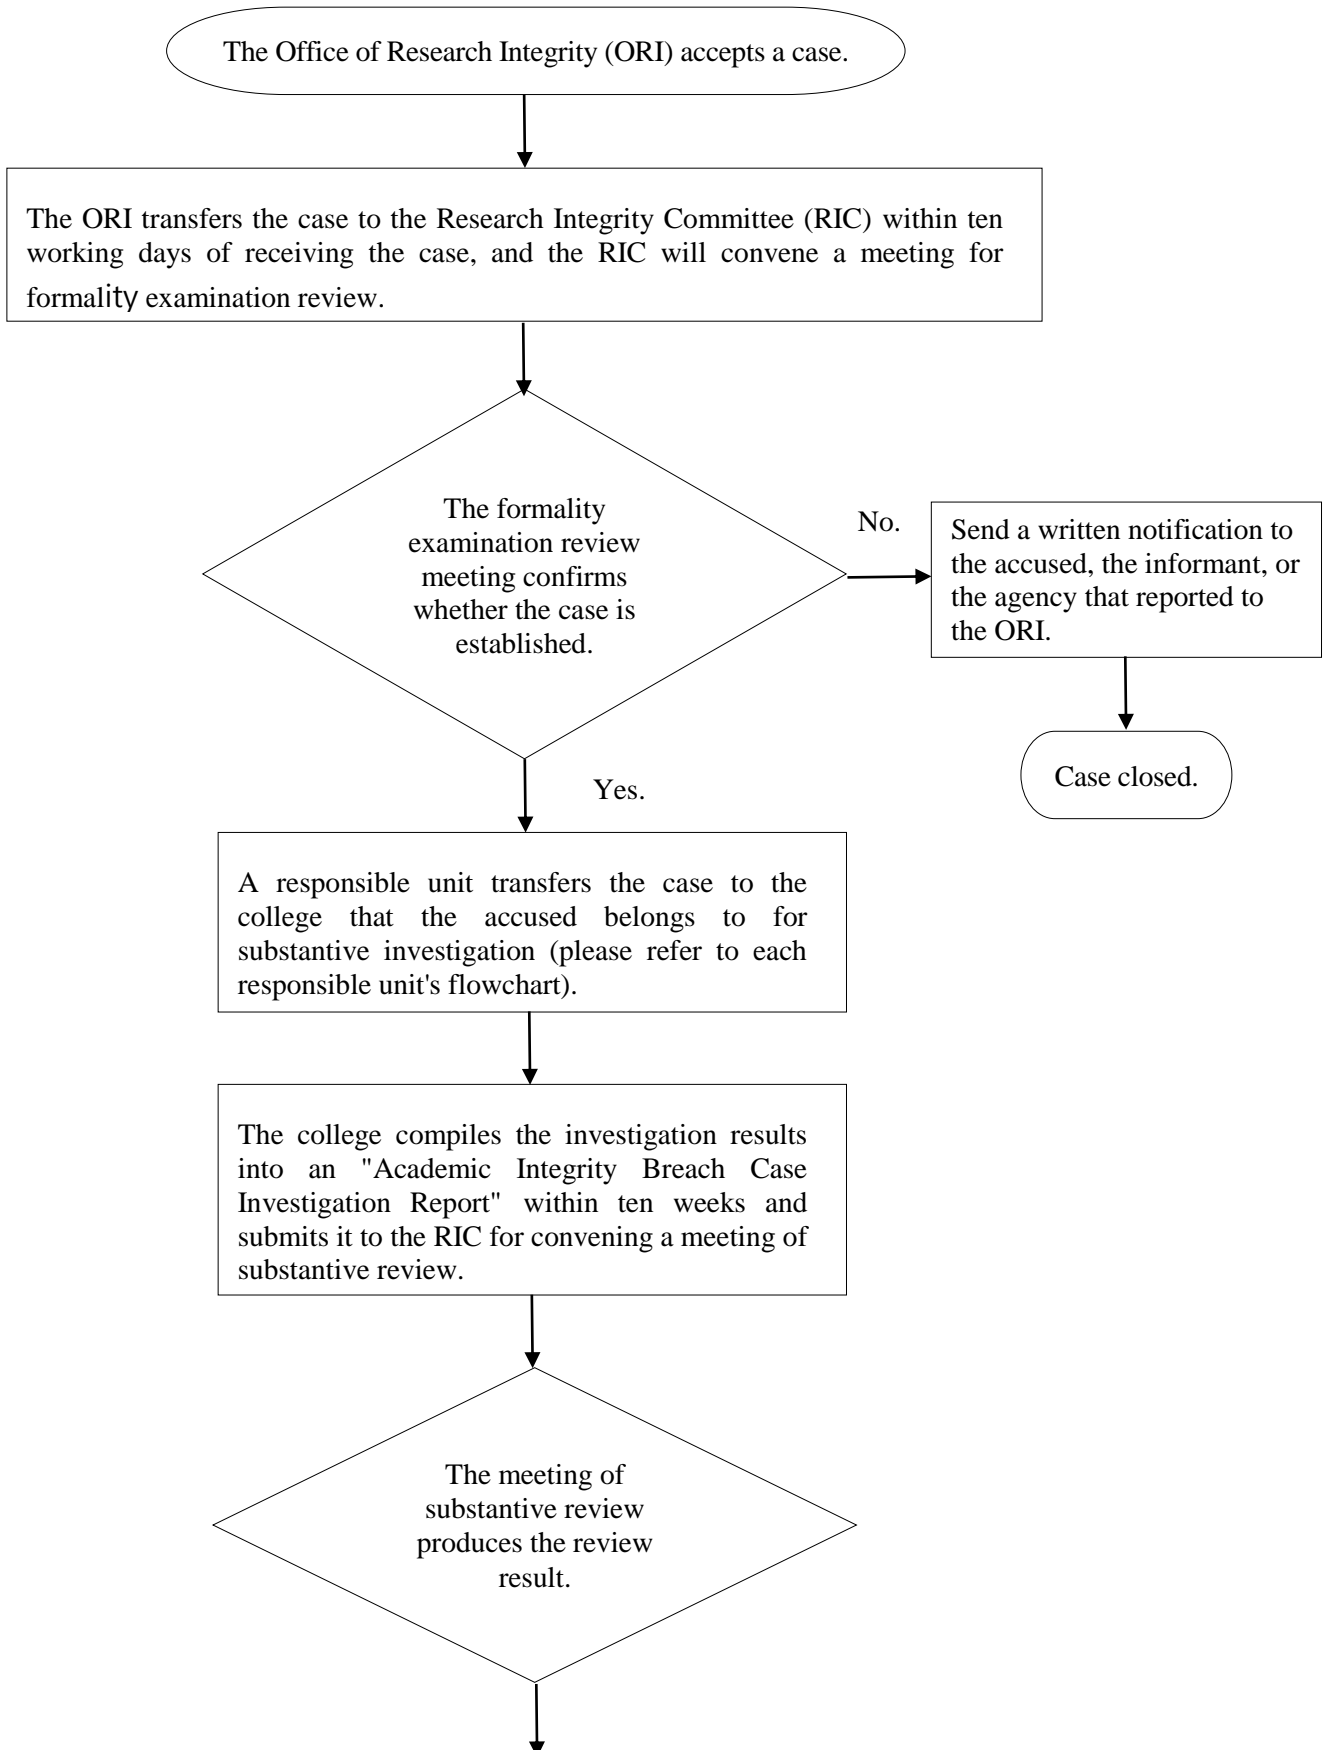 The Office of Research Integrity (ORI) accepts a case.
The ORI transfers the case to the Research Integrity Committee (RIC) within ten
working days of receiving the case, and the RIC will convene a meeting for
formality examination review.
The formality
examination review
meeting confirms
whether the case is
established.
No.
Send a written notification to
the accused, the informant, or
the agency that reported to
the ORI.
Case closed.
Yes.
A responsible unit transfers the case to the
college that the accused belongs to for
substantive investigation (please refer to each
responsible unit's flowchart).
The college compiles the investigation results
into an "Academic Integrity Breach Case
Investigation Report" within ten weeks and
submits it to the RIC for convening a meeting of
substantive review.
The meeting of
substantive review
produces the review
result.